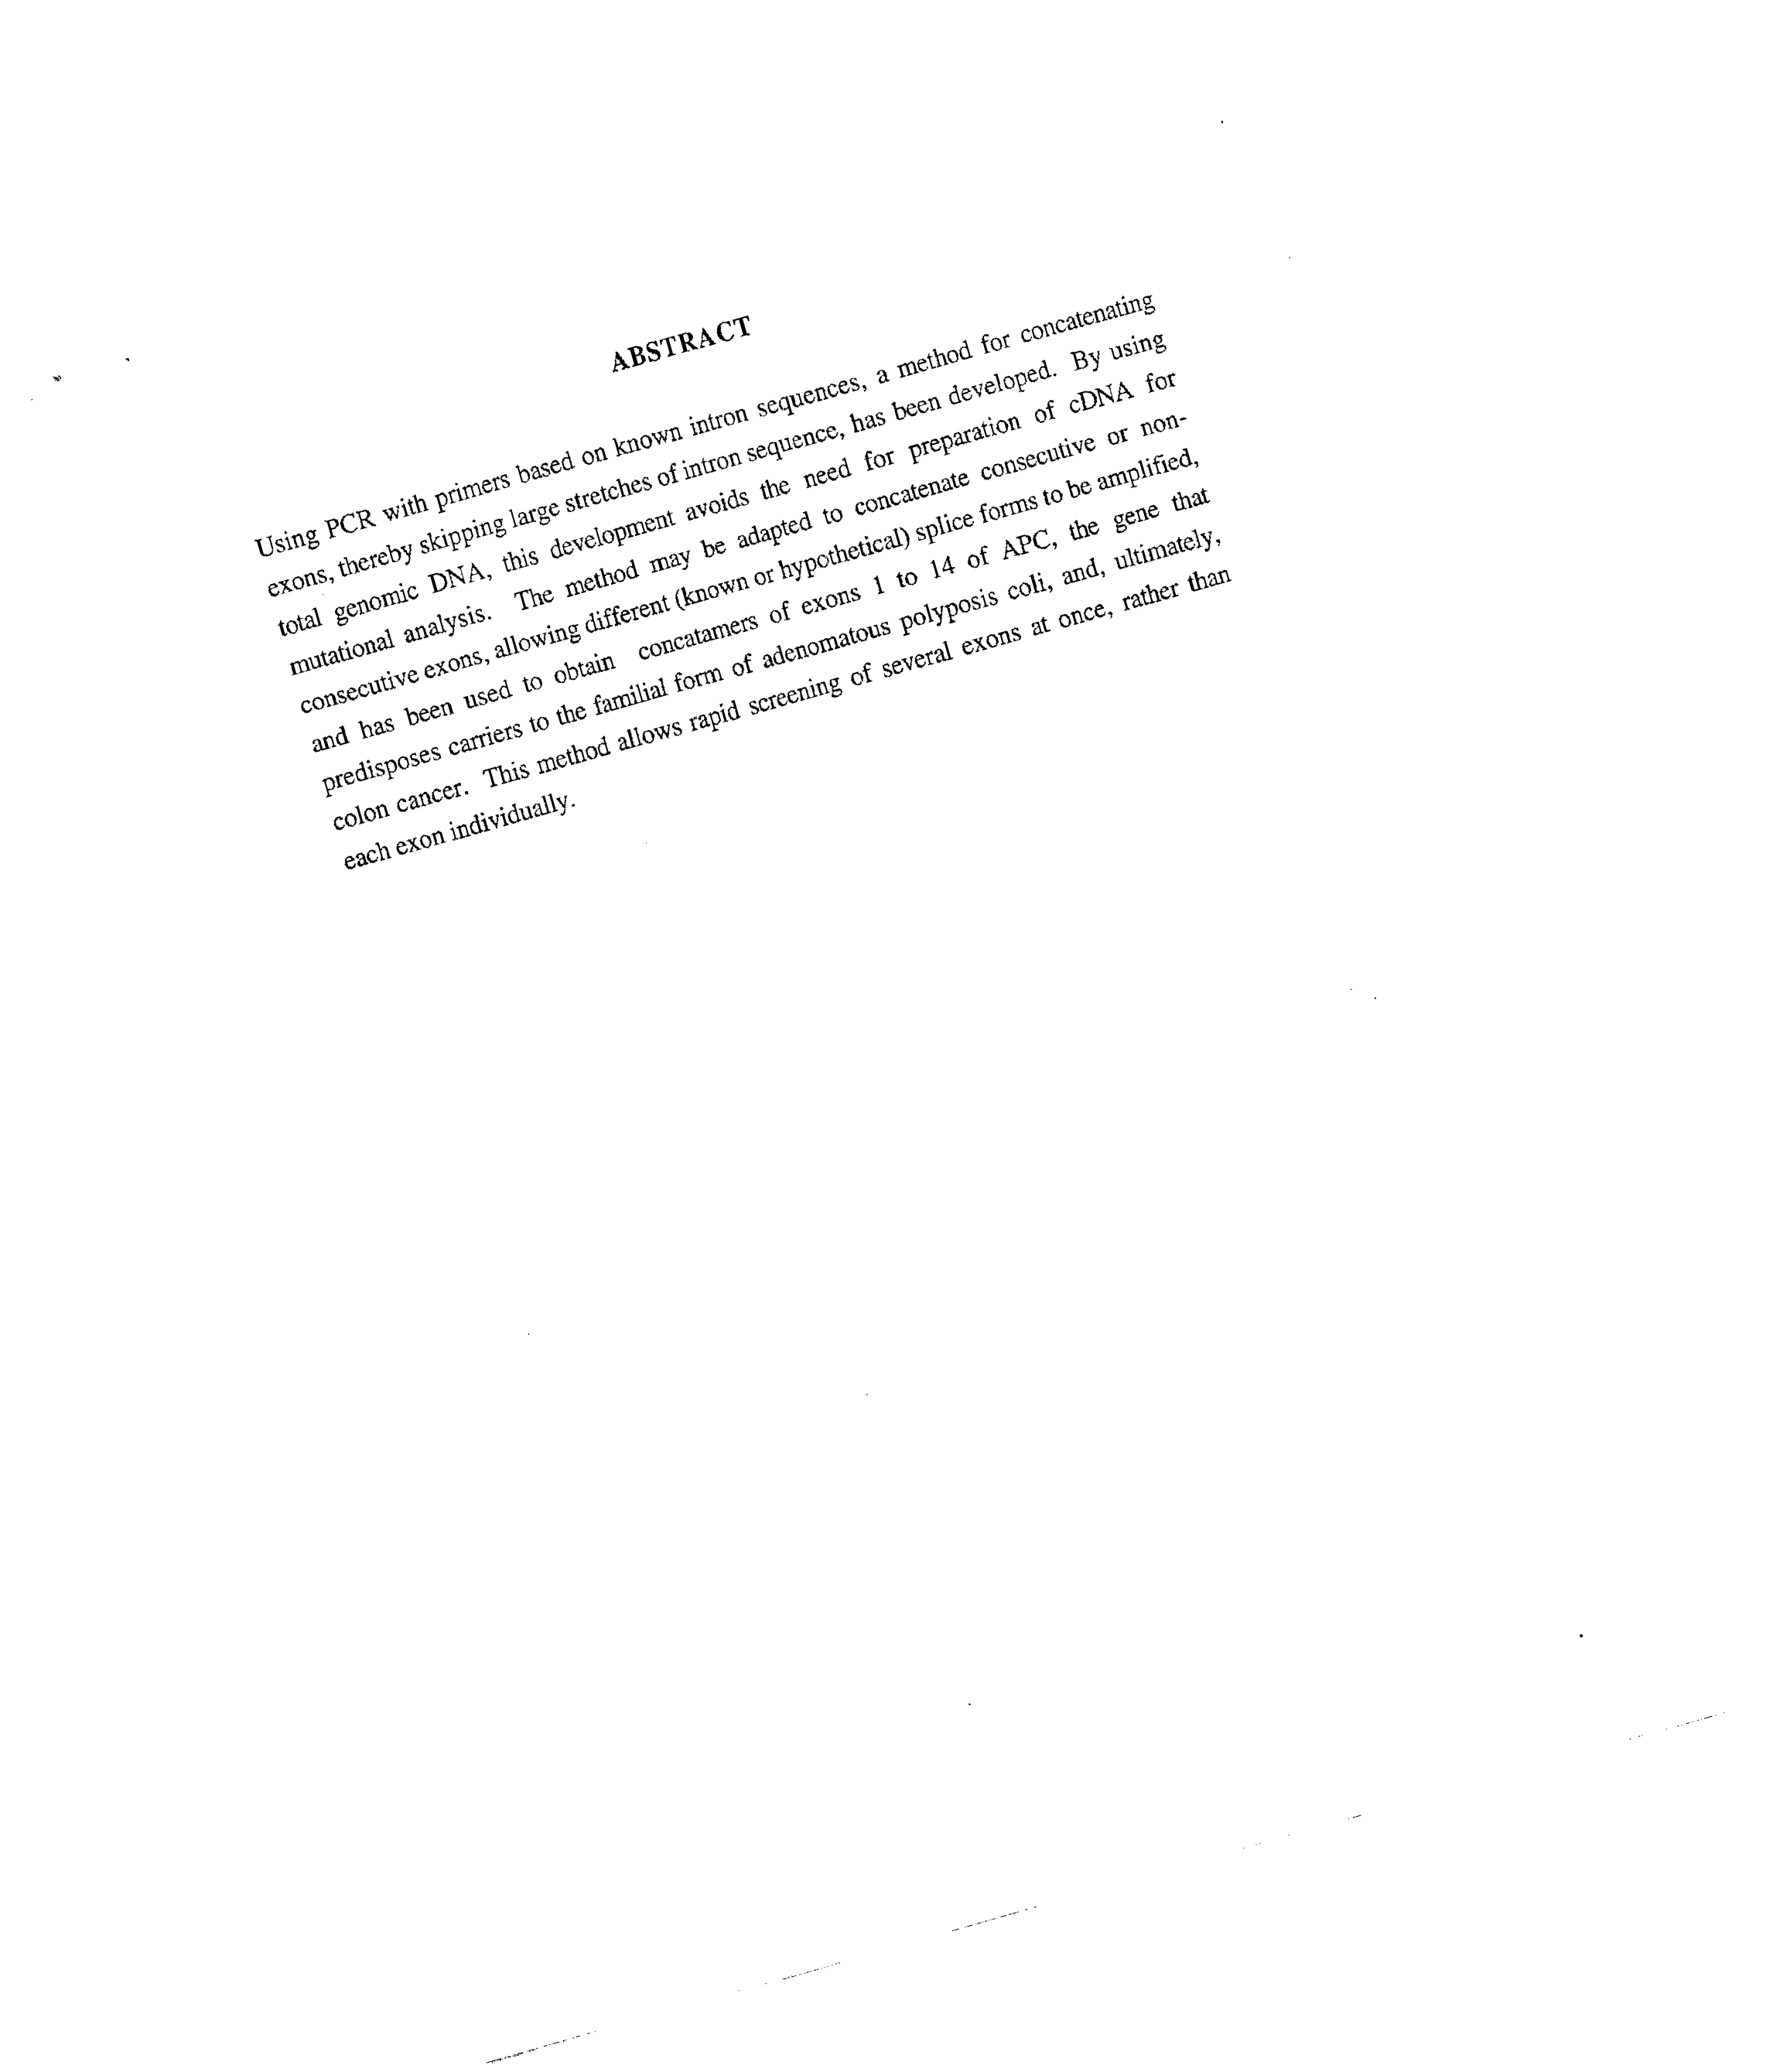 ABSTRACT
Using PCR with primers based on known intron sequences, a method for concatenating
exons, thereby skipping large stretches of intron sequence, has been developed. By using
total genomic DNA, this development avoids the need for preparation of cDNA for
mutational analysis. The method may be adapted to concatenate consecutive or non-
consecutive exons, allowing different (known or hypothetical) splice forms to be amplified,
and has been used to obtain concatamers of exons 1 to 14 of APC, the gene that
predisposes carriers to the familial form of adenomatous polyposis coli, and, ultimately,
colon cancer. This method allows rapid screening of several exons at once, rather than
each exon individually.